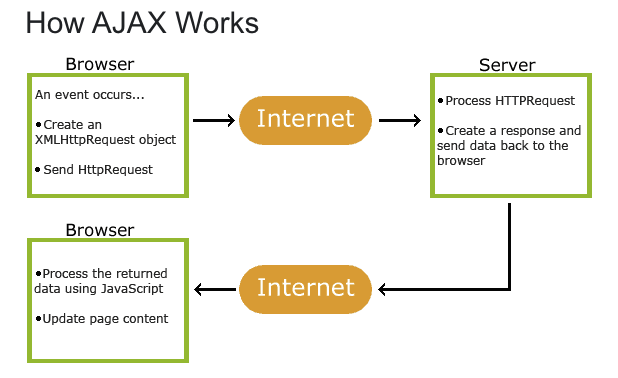 How AJAX Works
Browser
An event occurs...
•Create an
XMLHttpRequest object
• Send HttpRequest
Internet
Server
•Process HTTPRequest
•Create a response and
send data back to the
browser
Browser
•Process the returned
data using JavaScript
•Update page content
Internet